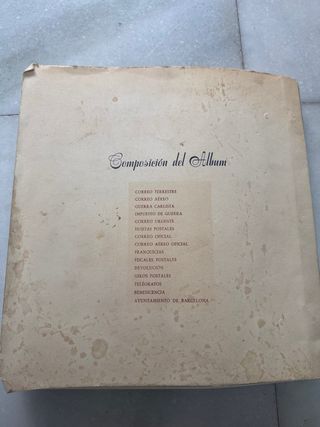 Composición del Album
CORREO TERRESTRE
CORREO AÉREO
GUERRA CARLISTA
IMPUESTO DE GUERRA
CORREO URGENTE
HOJITAS POSTALES
CORREO OFICIAL
CORREO AÉREO OFICIAL
FRANQUICIAS
FISCALES POSTALES
DEVOLUCIÓN
GIROS POSTALES
TELÉGRAFOS
BENEFICENCIA
AYUNTAMIENTO DE BARCELONA